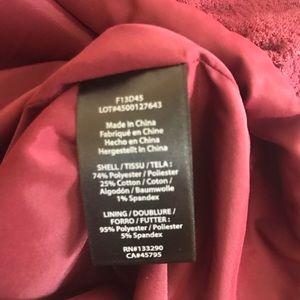 F13D45
LOT#4500127643
Made In China
Fabriqué en Chine
Hecho en China
Hergestellt In China
SHELL / TISSU / TELA :
74% Polyester / Poliester
25% Cotton / Coton /
Algodón / Baumwolle
1% Spandex
LINING / DOUBLURE /
FORRO / FUTTER :
95% Polyester / Poliester
5% Spandex
RN#133290
CA#45795